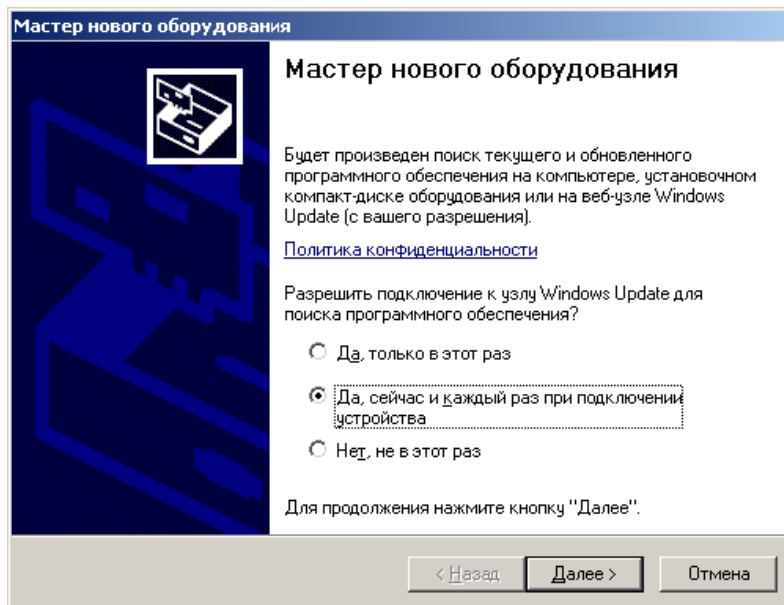 Мастер нового оборудования
Мастер нового оборудования
Будет произведен поиск текущего и обновленного
программного обеспечения на компьютере, установочном
компакт-диске оборудования или на веб-узле Windows
Update (с вашего разрешения).
Политика конфиденциальности
Разрешить подключение к узлу Windows Update для
поиска программного обеспечения?
Да, только в этот раз
Да, сейчас и каждый раз при подключении
устройства
Нет, не в этот раз
Для продолжения нажмите кнопку "Далее".
< Назад
Далее >
Отмена